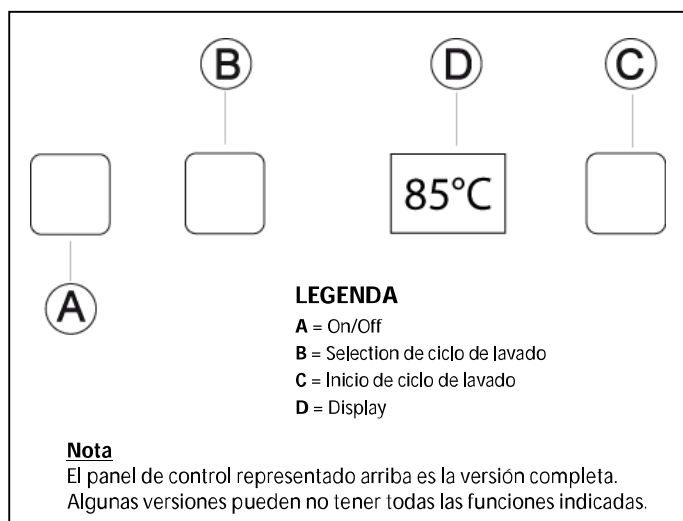 B
D
C
85°C
A
LEGENDA
A = On/Off
B = Selection de ciclo de lavado
C = Inicio de ciclo de lavado
D = Display
Nota
El panel de control representado arriba es la versión completa.
Algunas versiones pueden no tener todas las funciones indicadas.